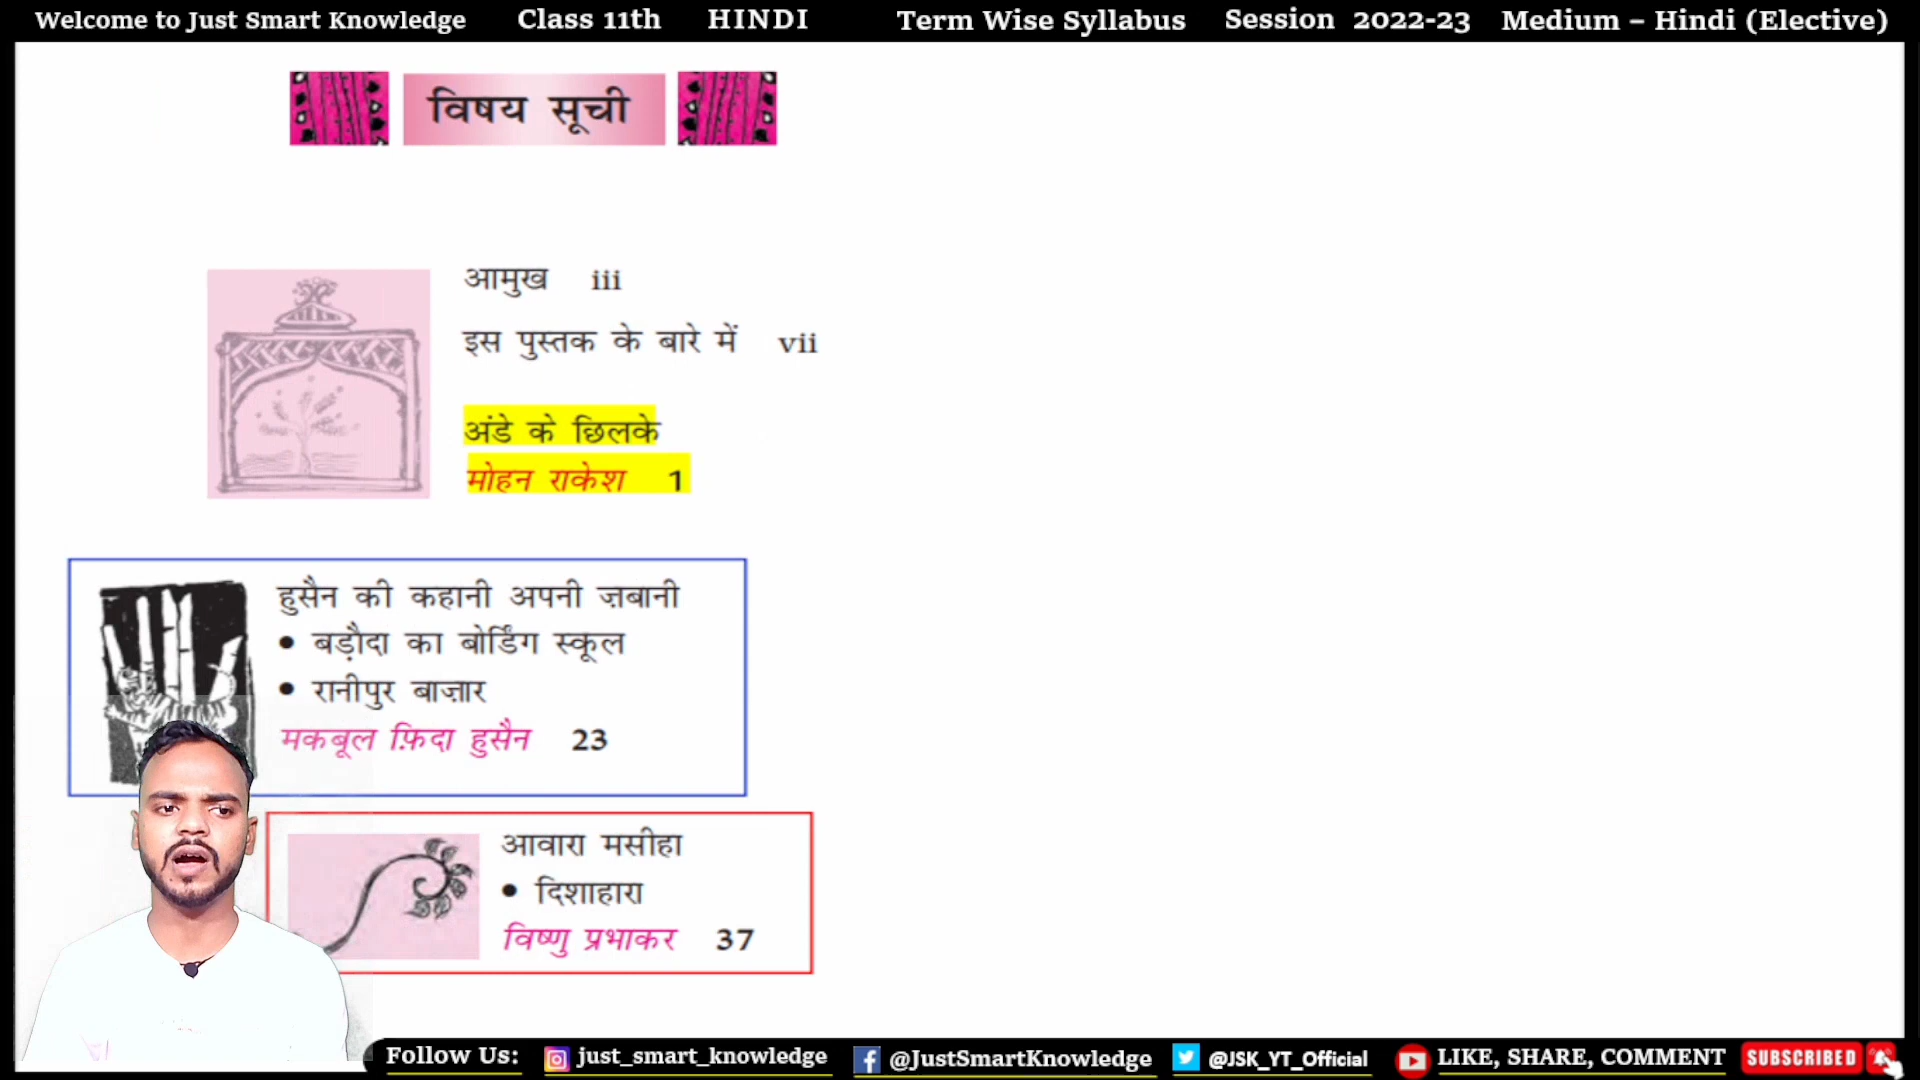 Welcome to Just Smart Knowledge Class 11th HINDI Term Wise Syllabus Session 2022-23 Medium – Hindi (Elective)
विषय सूची
आमुख iii
इस पुस्तक के बारे में vii
अंडे के छिलके
मोहन राकेश 1
हुसैन की कहानी अपनी ज़बानी
• बड़ौदा का बोर्डिंग स्कूल
• रानीपुर बाज़ार
मकबूल फ़िदा हुसैन 23
आवारा मसीहा
• दिशाहारा
विष्णु प्रभाकर 37
Follow Us: just_smart_knowledge @JustSmartKnowledge @JSK_YT_Official LIKE, SHARE, COMMENT SUBSCRIBED